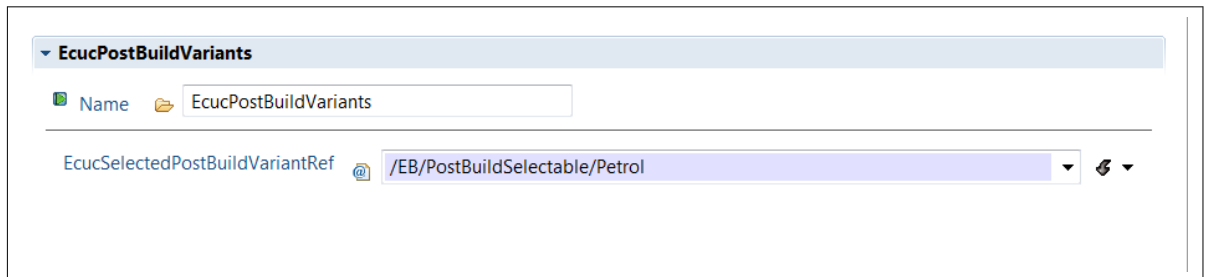 EcucPostBuildVariants
Name EcucPostBuildVariants
EcucSelectedPostBuildVariantRef /EB/PostBuildSelectable/Petrol